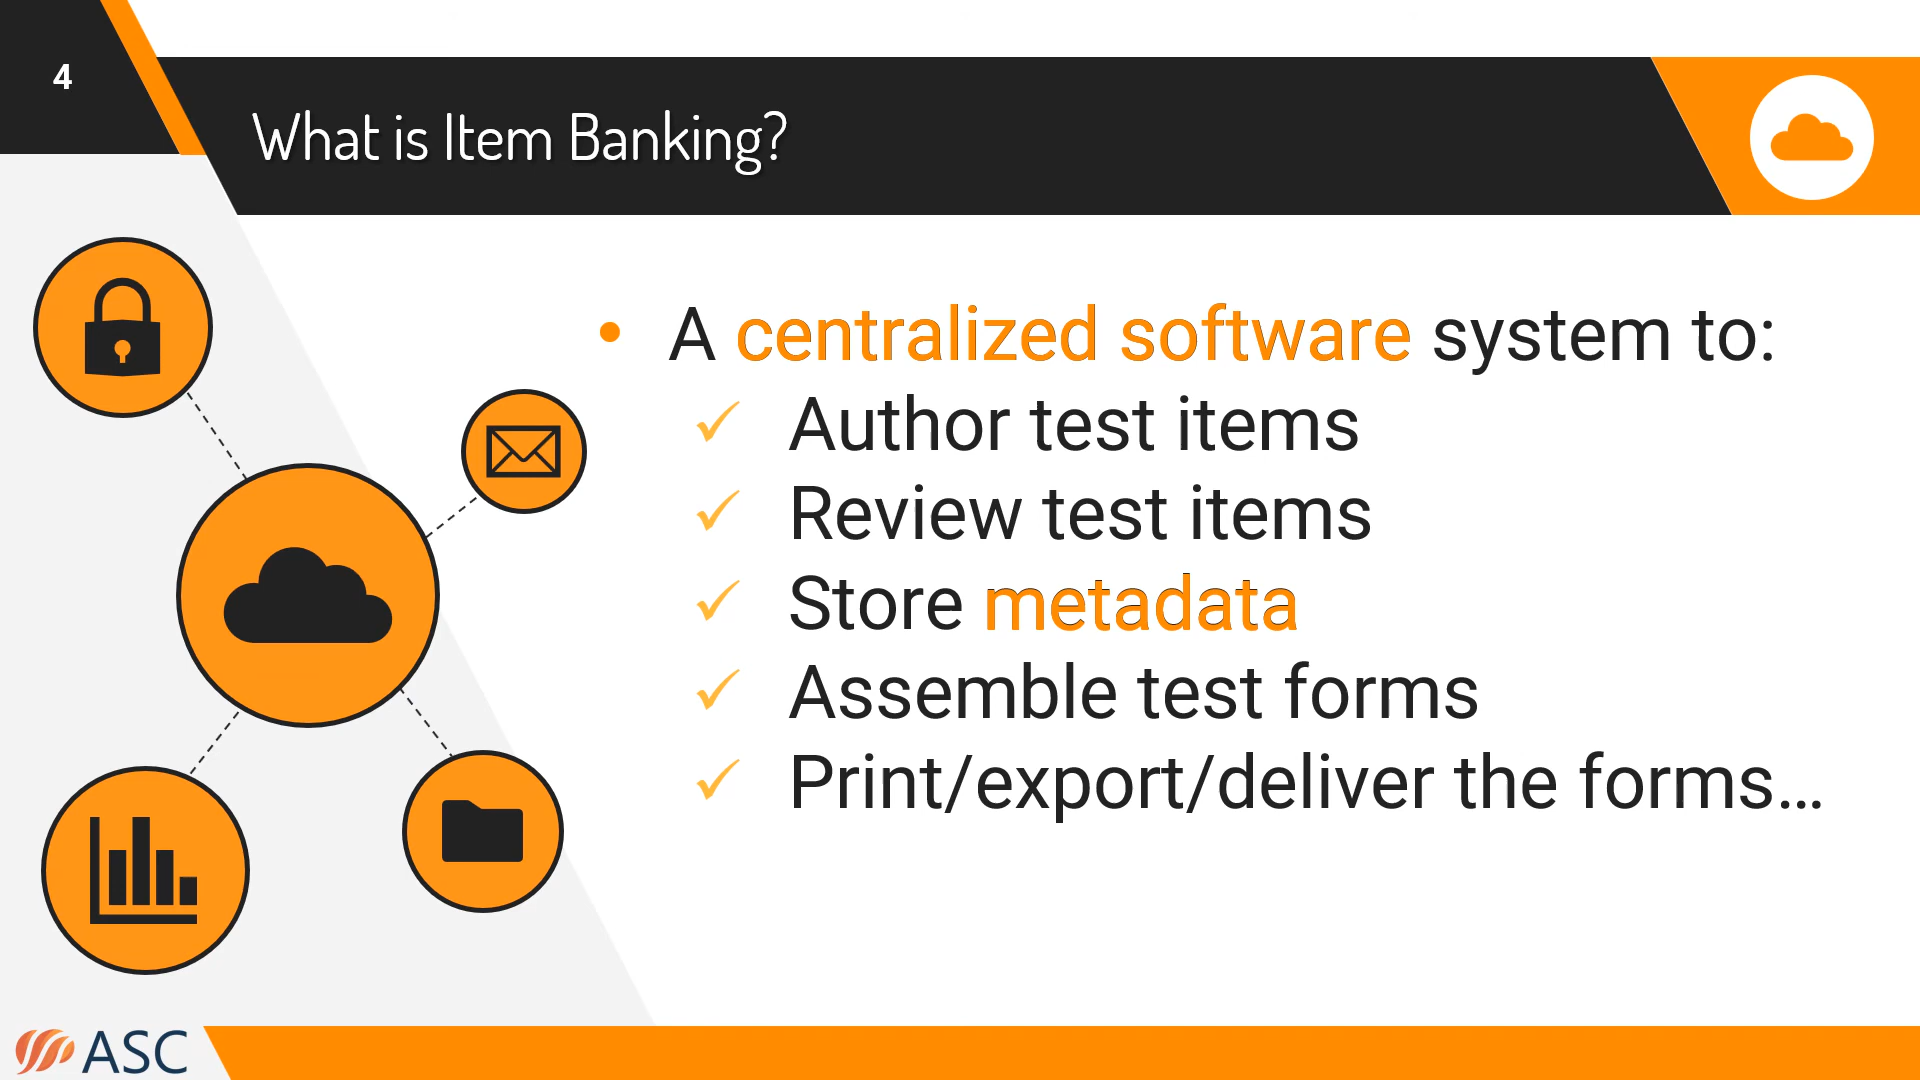 4
What is Item Banking?
• A centralized software system to:
✓ Author test items
✓ Review test items
✓ Store metadata
✓ Assemble test forms
✓ Print/export/deliver the forms…
ASC